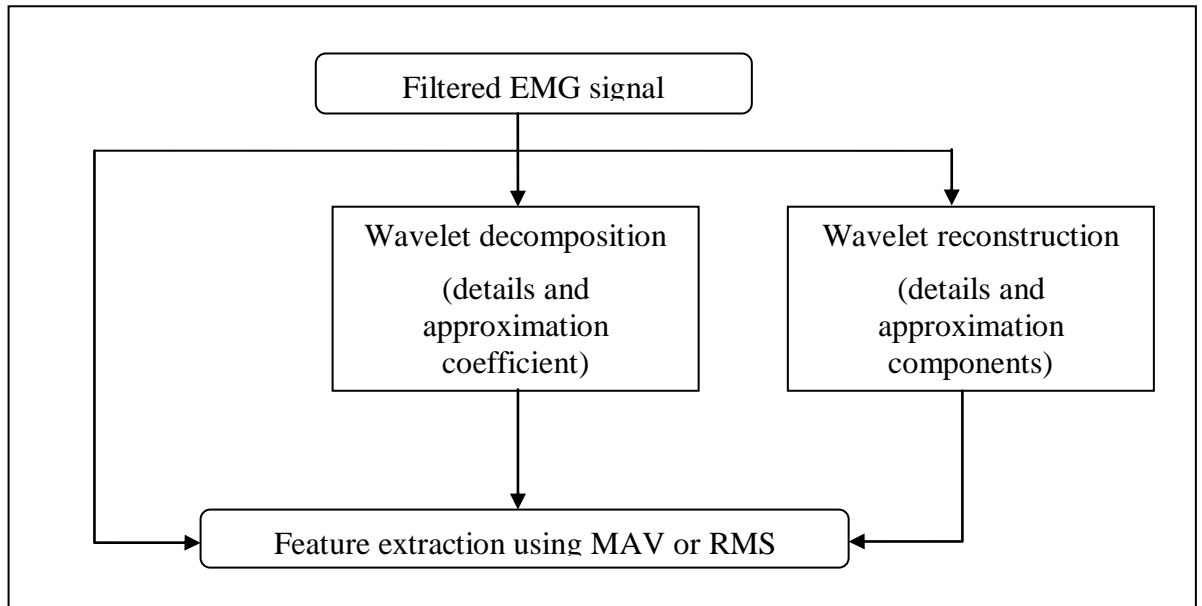 Filtered EMG signal
Wavelet decomposition
(details and
approximation
coefficient)
Wavelet reconstruction
(details and
approximation
components)
Feature extraction using MAV or RMS